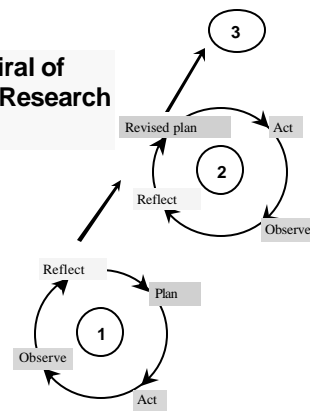 iral of
Research
3
Revised plan
Act
2
Reflect
Observe
Reflect
Plan
1
Observe
Act